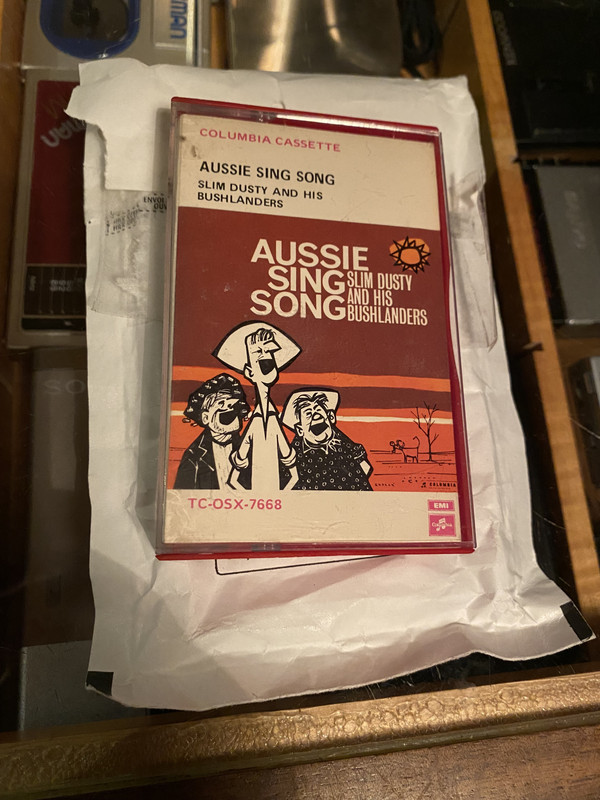 COLUMBIA CASSETTE
AUSSIE SING SONG
SLIM DUSTY AND HIS
BUSHLANDERS
AUSSIE
SING
SONG
SLIM DUSTY
AND HIS
BUSHLANDERS
COLUMBIA
TC-OSX-7668
EMI
Columbia